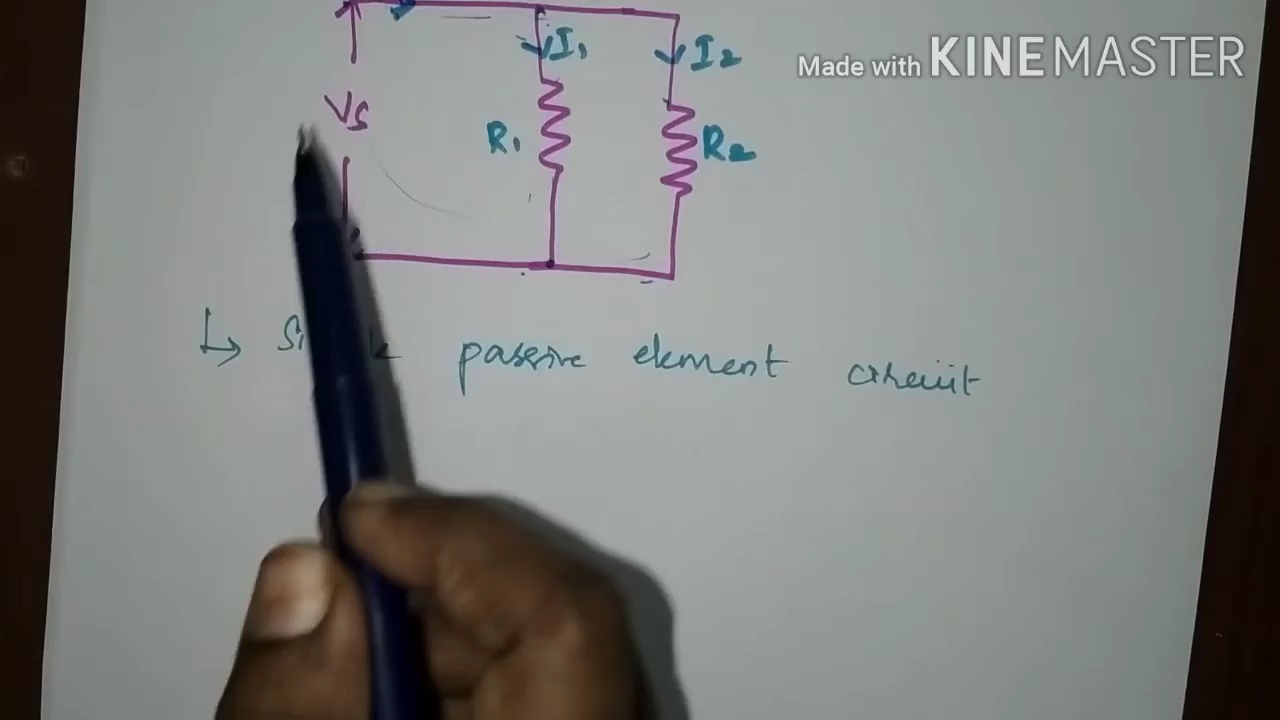 Made with KINEMASTER
I₁ I₂
Vs
R₁ R₂
↳ passive element circuit